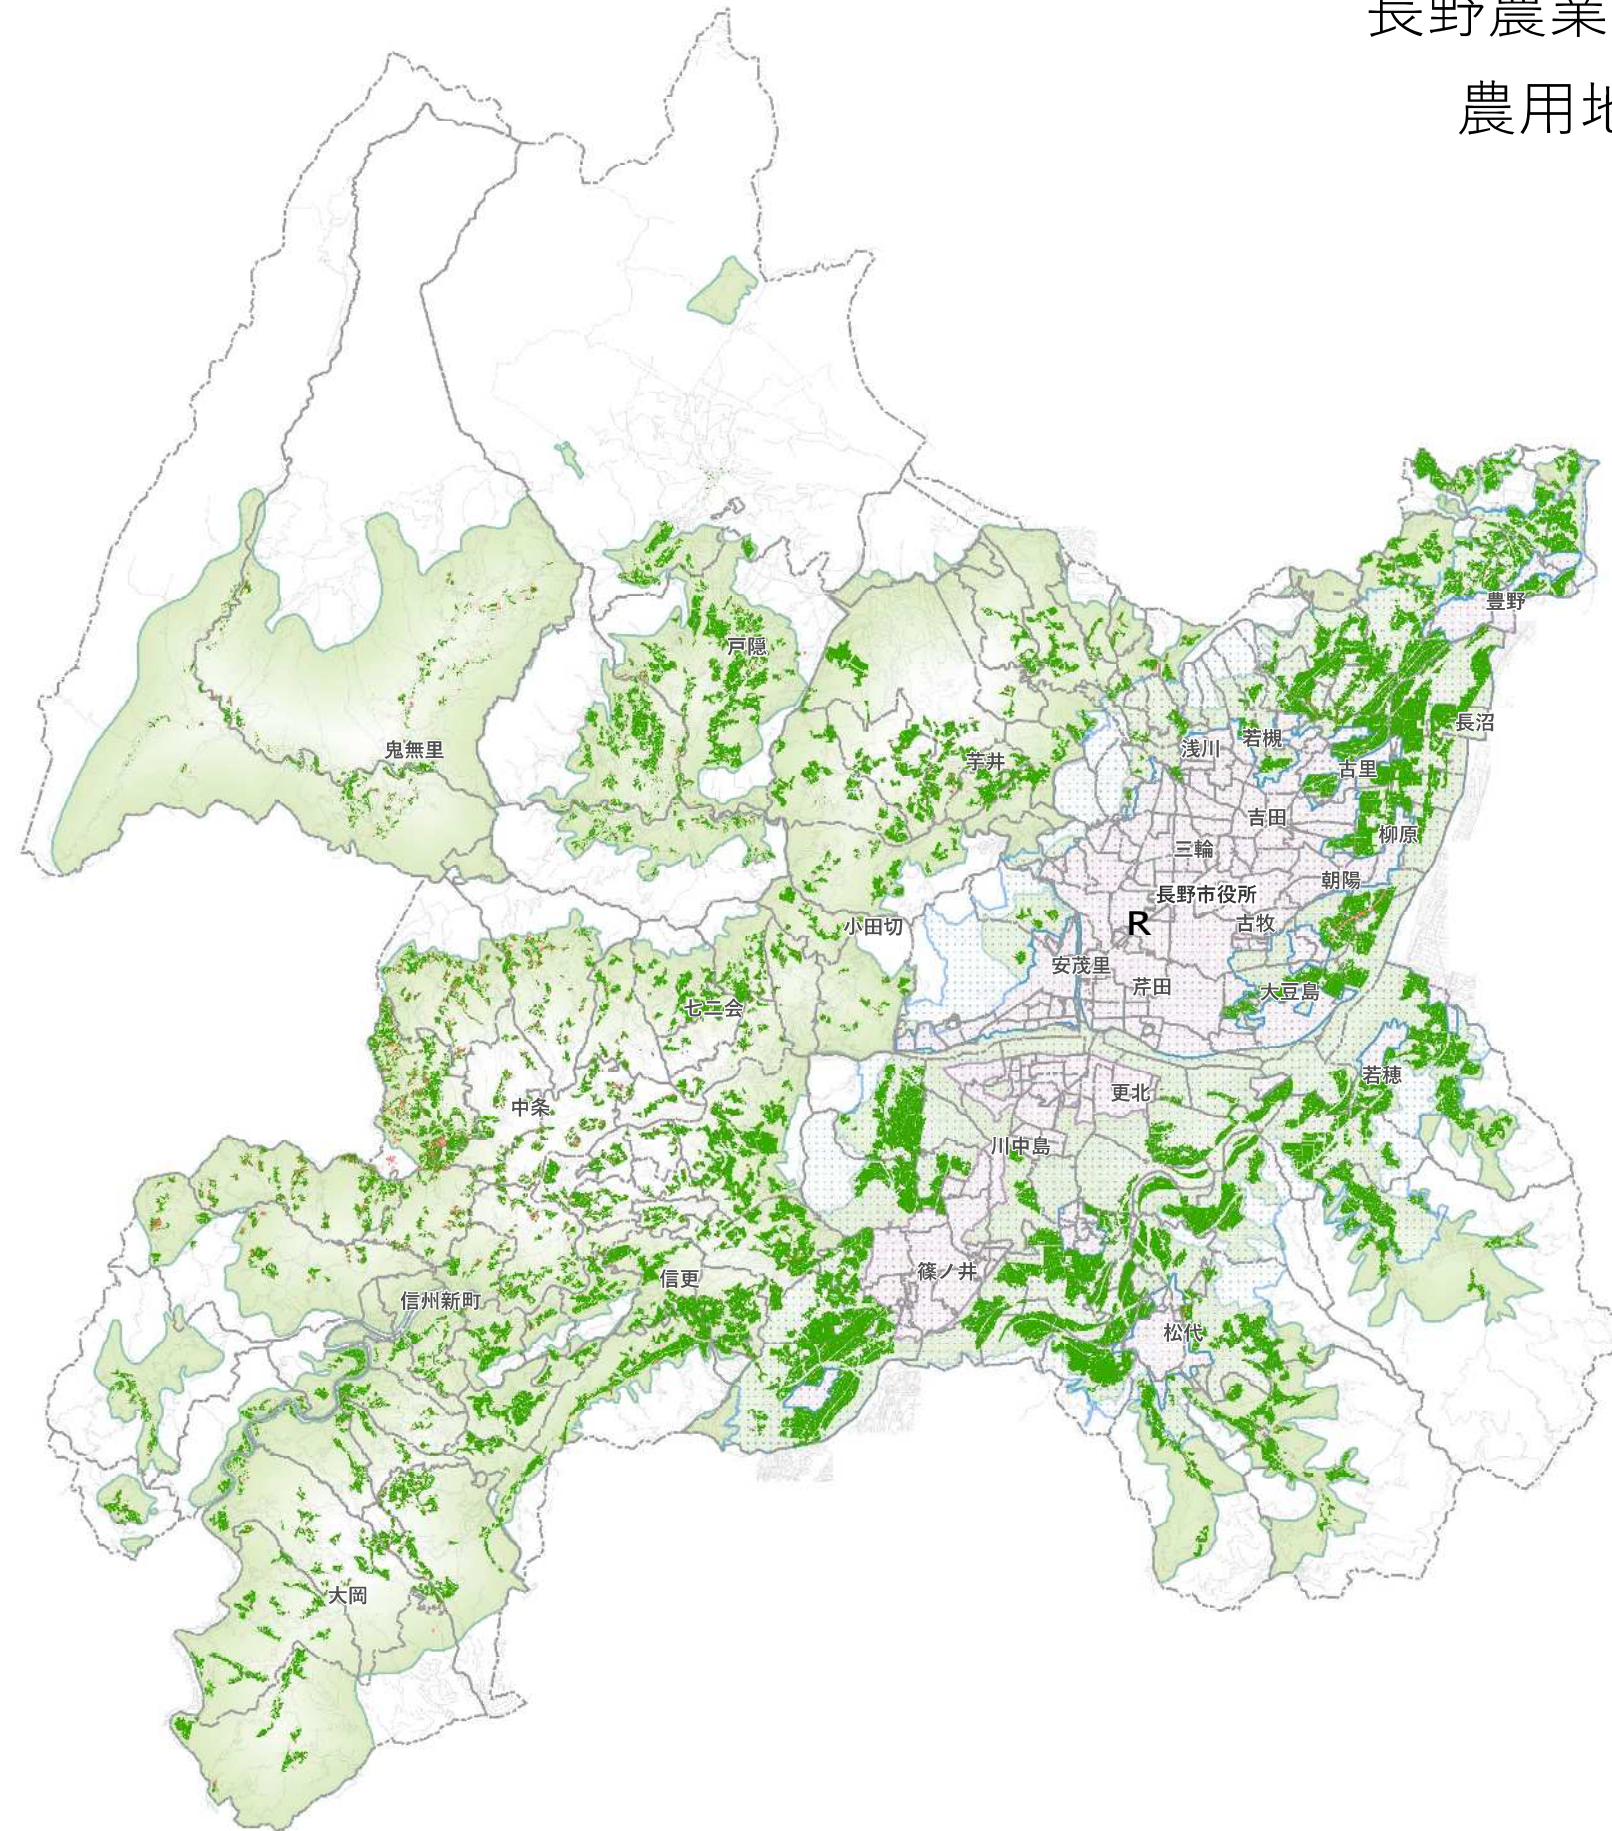 長野農業
農用地
豊野
戸隠
長沼
若槻
浅川
鬼無里
芋井
古里
吉田
柳原
三輪
朝陽
長野市役所
R
古牧
小田切
安茂里
芹田
大豆島
七二会
若穂
更北
中条
川中島
篠ノ井
信更
信州新町
松代
大岡